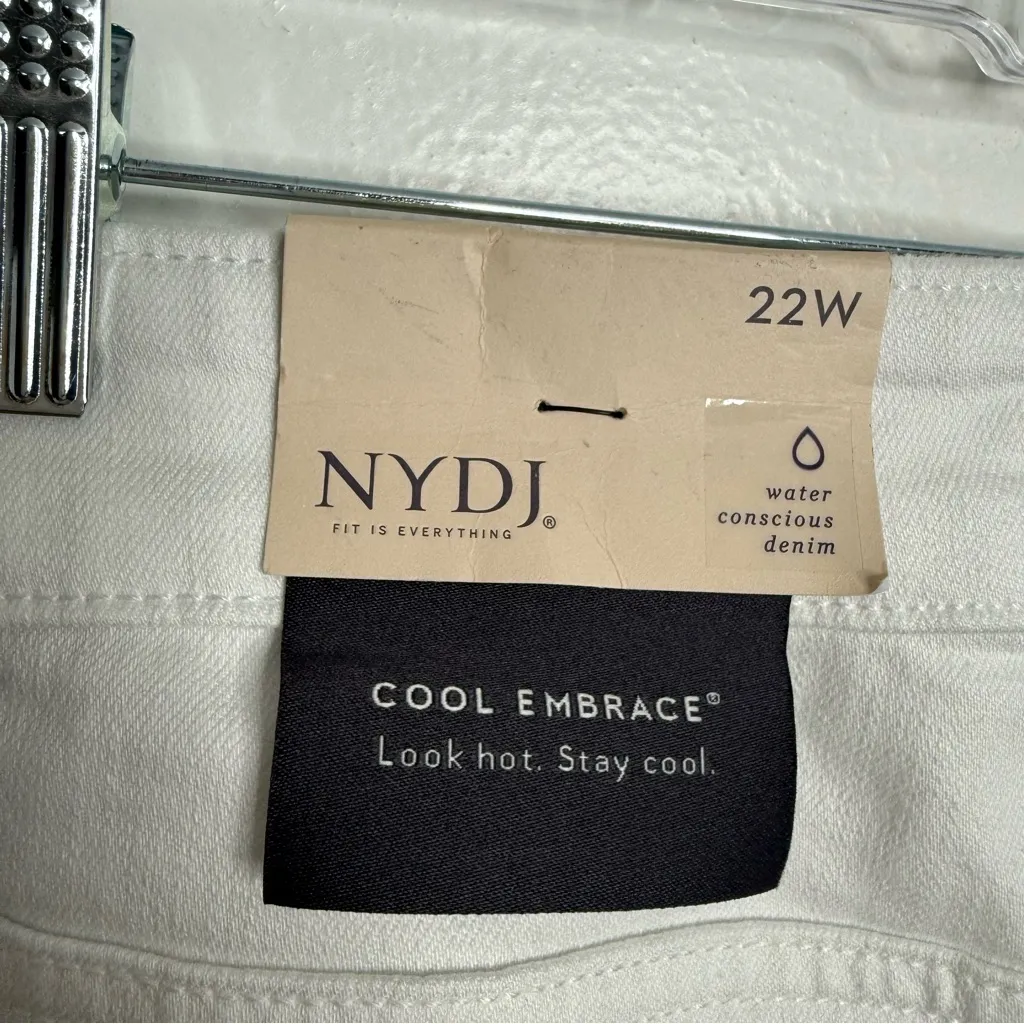 22W
NYDJ®
FIT IS EVERYTHING
water
conscious
denim
COOL EMBRACE®
Look hot. Stay cool.